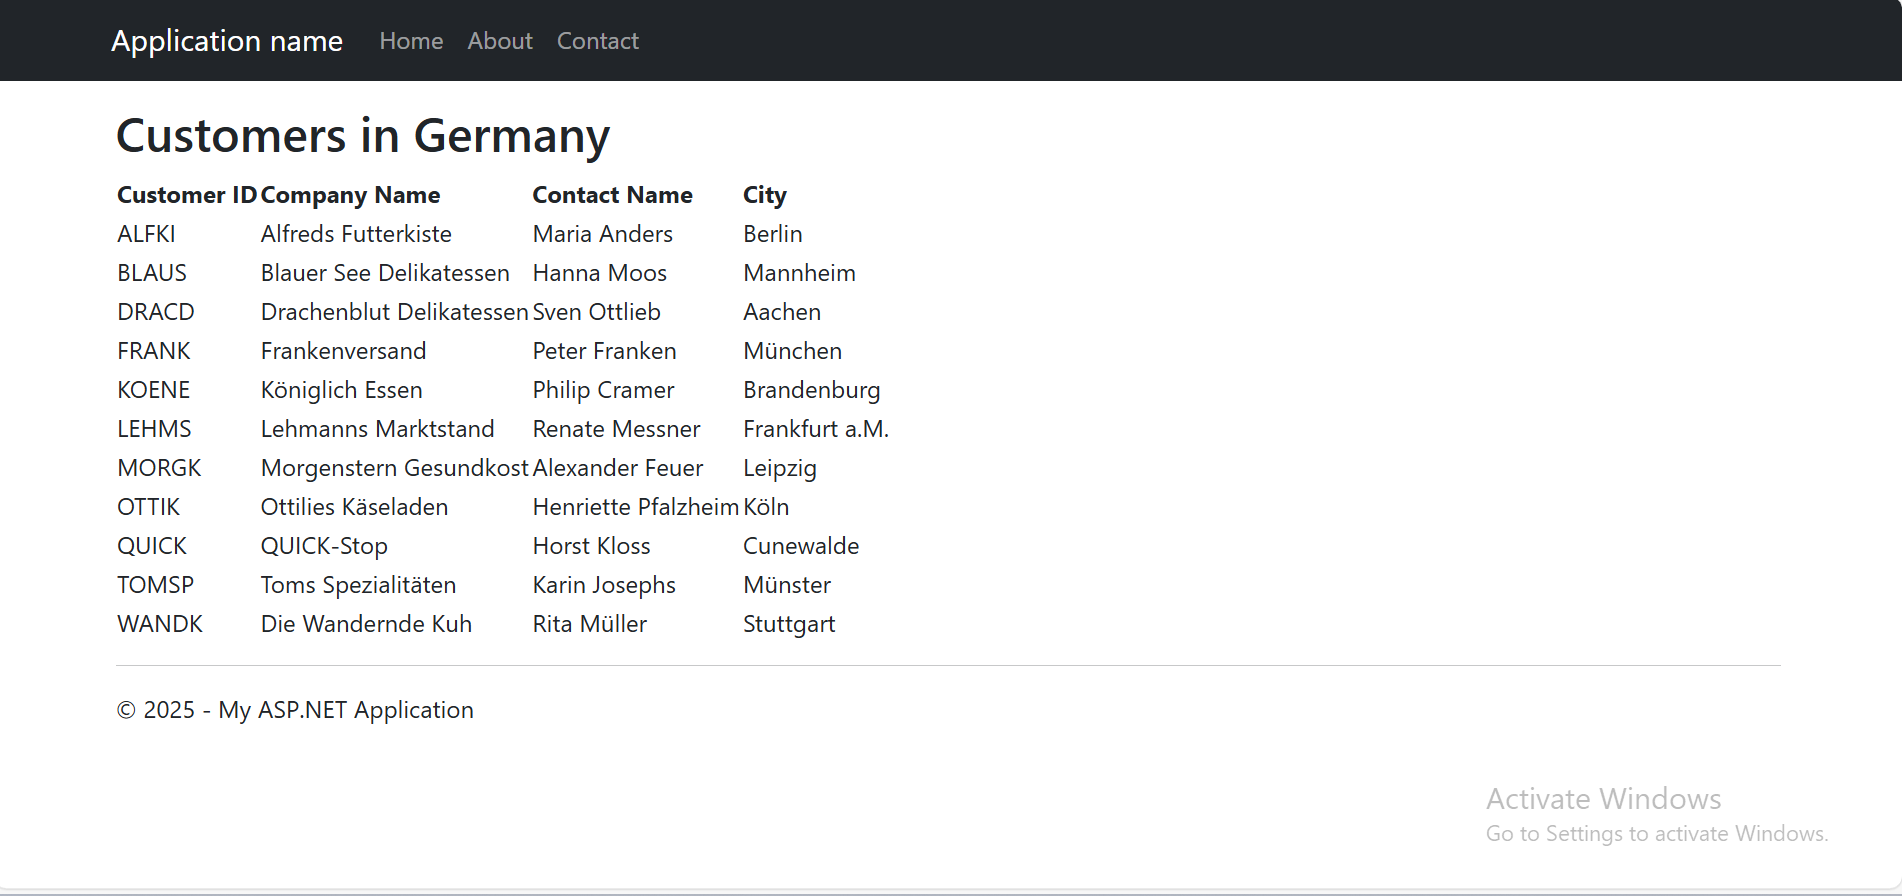 Application name Home About Contact
Customers in Germany
Customer ID Company Name Contact Name City
ALFKI Alfreds Futterkiste Maria Anders Berlin
BLAUS Blauer See Delikatessen Hanna Moos Mannheim
DRACD Drachenblut Delikatessen Sven Ottlieb Aachen
FRANK Frankenversand Peter Franken München
KOENE Königlich Essen Philip Cramer Brandenburg
LEHMS Lehmanns Marktstand Renate Messner Frankfurt a.M.
MORGK Morgenstern Gesundkost Alexander Feuer Leipzig
OTTIK Ottilies Käseladen Henriette Pfalzheim Köln
QUICK QUICK-Stop Horst Kloss Cunewalde
TOMSP Toms Spezialitäten Karin Josephs Münster
WANDK Die Wandernde Kuh Rita Müller Stuttgart
© 2025 - My ASP.NET Application
Activate Windows
Go to Settings to activate Windows.